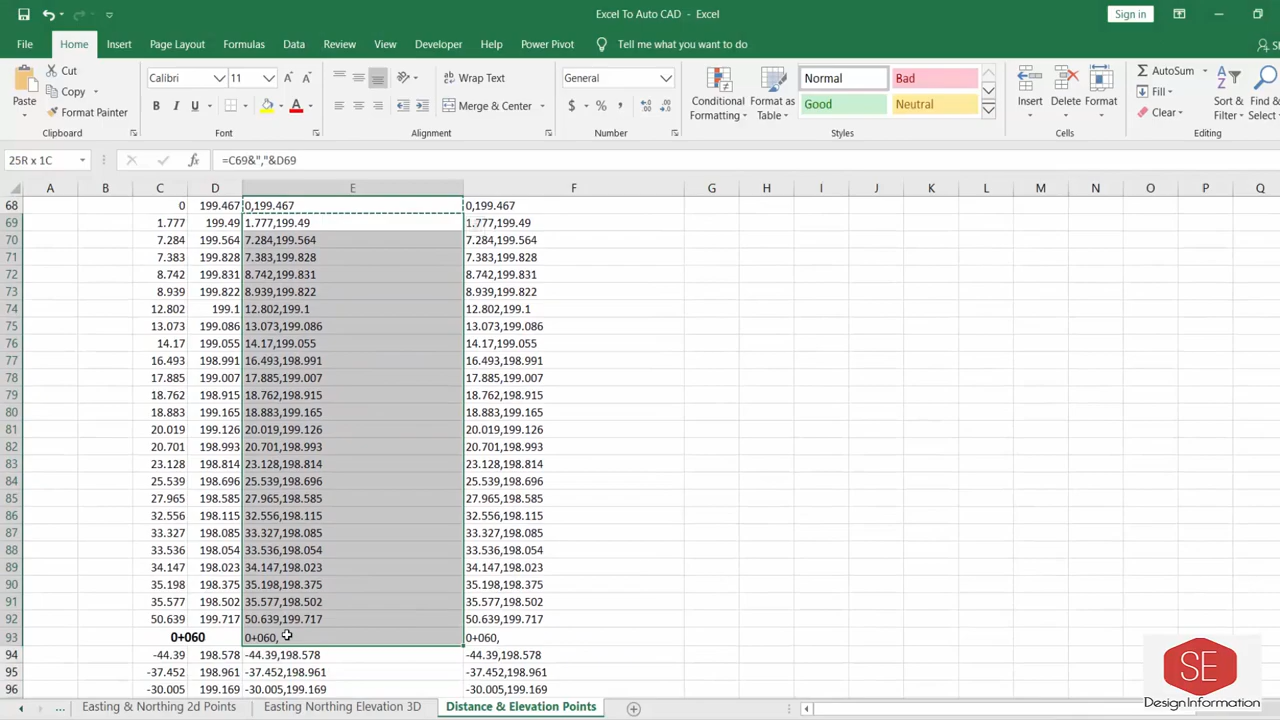 Excel To Auto CAD - Excel
Sign in
File Home Insert Page Layout Formulas Data Review View Developer Help Power Pivot Tell me what you want to do
Paste Cut Copy Format Painter Clipboard
Calibri 11 B I U A A A Font
Wrap Text Merge & Center Alignment
General $ % , Number
Conditional Formatting Format as Table Normal Bad Good Neutral Styles
Insert Delete Format Cells
AutoSum Fill Clear Sort & Filter Find & Select Editing
25R x 1C fx =C69&","&D69
A B C D E F G H I J K L M N O P Q
68 0 199.467 0,199.467 0,199.467
69 1.777 199.49 1.777,199.49 1.777,199.49
70 7.284 199.564 7.284,199.564 7.284,199.564
71 7.383 199.828 7.383,199.828 7.383,199.828
72 8.742 199.831 8.742,199.831 8.742,199.831
73 8.939 199.822 8.939,199.822 8.939,199.822
74 12.802 199.1 12.802,199.1 12.802,199.1
75 13.073 199.086 13.073,199.086 13.073,199.086
76 14.17 199.055 14.17,199.055 14.17,199.055
77 16.493 198.991 16.493,198.991 16.493,198.991
78 17.885 199.007 17.885,199.007 17.885,199.007
79 18.762 198.915 18.762,198.915 18.762,198.915
80 18.883 199.165 18.883,199.165 18.883,199.165
81 20.019 199.126 20.019,199.126 20.019,199.126
82 20.701 198.993 20.701,198.993 20.701,198.993
83 23.128 198.814 23.128,198.814 23.128,198.814
84 25.539 198.696 25.539,198.696 25.539,198.696
85 27.965 198.585 27.965,198.585 27.965,198.585
86 32.556 198.115 32.556,198.115 32.556,198.115
87 33.327 198.085 33.327,198.085 33.327,198.085
88 33.536 198.054 33.536,198.054 33.536,198.054
89 34.147 198.023 34.147,198.023 34.147,198.023
90 35.198 198.375 35.198,198.375 35.198,198.375
91 35.577 198.502 35.577,198.502 35.577,198.502
92 50.639 199.717 50.639,199.717 50.639,199.717
93 0+060 0+060, 0+060,
94 -44.39 198.578 -44.39,198.578 -44.39,198.578
95 -37.452 198.961 -37.452,198.961 -37.452,198.961
96 -30.005 199.169 -30.005,199.169 -30.005,199.169
... Easting & Northing 2d Points Easting Northing Elevation 3D Distance & Elevation Points
SE
Design Information